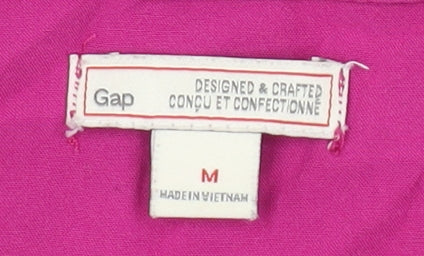 Gap
DESIGNED & CRAFTED
CONÇU ET CONFECTIONNÉ
M
MADE IN VIETNAM